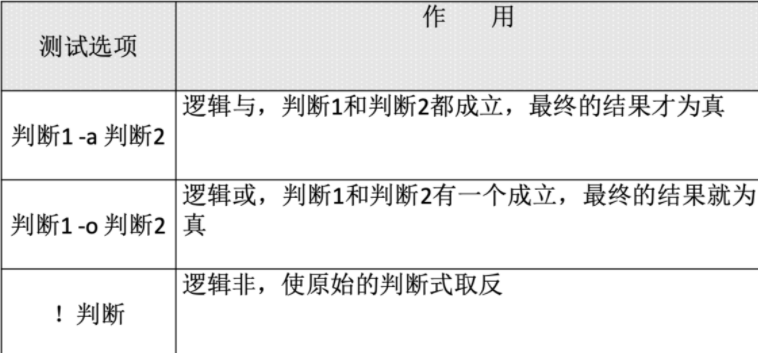 测试选项
作 用
判断1 -a 判断2
逻辑与，判断1和判断2都成立，最终的结果才为真
判断1 -o 判断2
逻辑或，判断1和判断2有一个成立，最终的结果就为
真
！判断
逻辑非，使原始的判断式取反